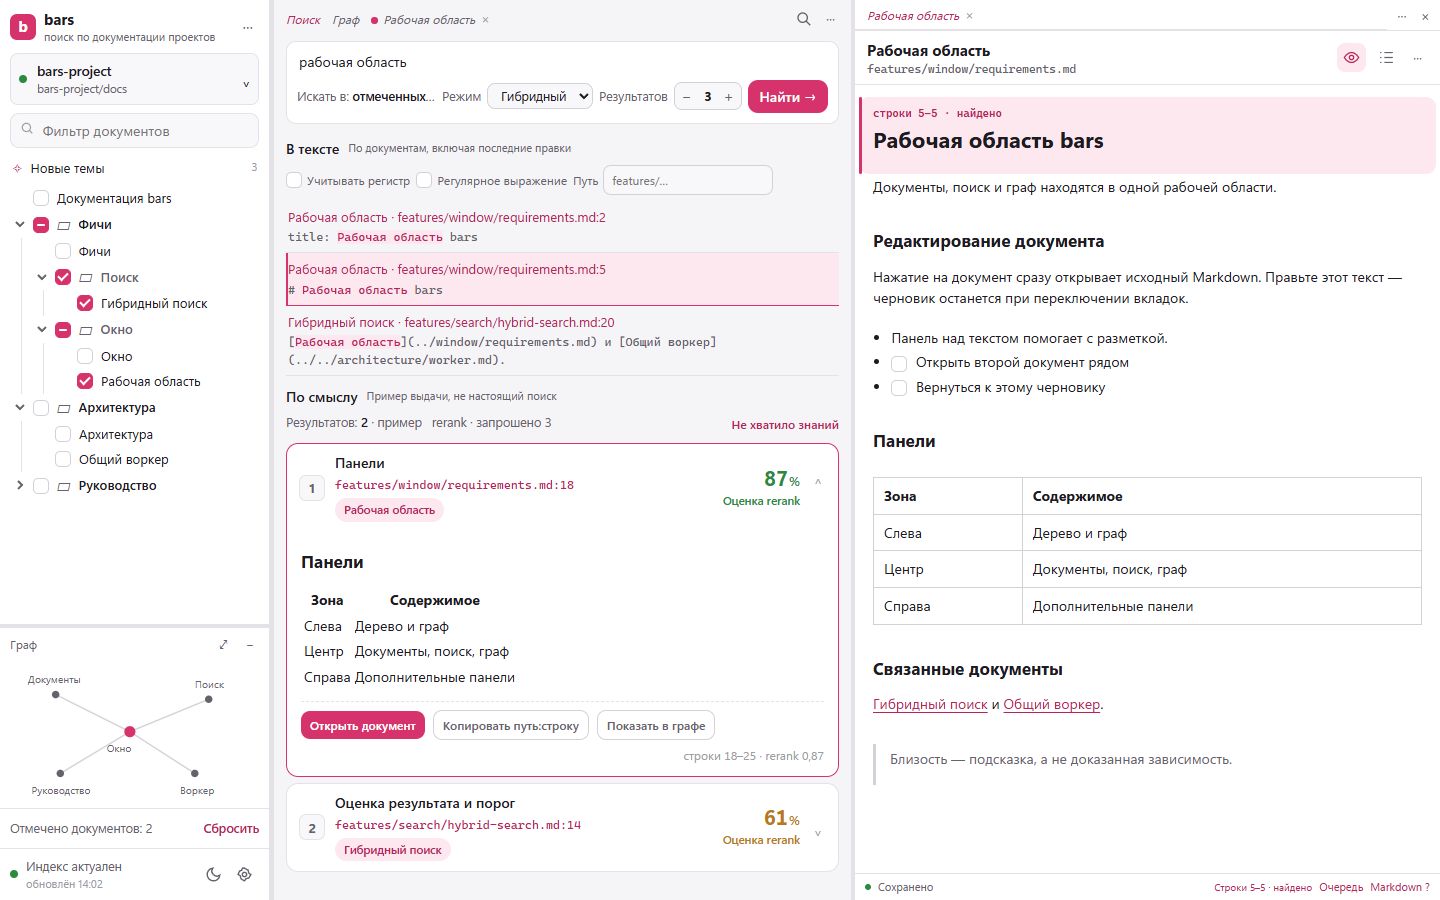 b
bars
поиск по документации проектов
...
bars-project
bars-project/docs
Фильтр документов
Новые темы 3
Документация bars
Фичи
Фичи
Поиск
Гибридный поиск
Окно
Окно
Рабочая область
Архитектура
Архитектура
Общий воркер
Руководство
Граф
Документы
Поиск
Окно
Руководство
Воркер
Отмечено документов: 2 Сбросить
Индекс актуален
обновлён 14:02
Поиск Граф Рабочая область ×
...
рабочая область
Искать в: отмеченных... Режим Гибридный Результатов − 3 + Найти →
В тексте По документам, включая последние правки
Учитывать регистр Регулярное выражение Путь features/...
Рабочая область · features/window/requirements.md:2
title: Рабочая область bars
Рабочая область · features/window/requirements.md:5
# Рабочая область bars
Гибридный поиск · features/search/hybrid-search.md:20
[Рабочая область](../window/requirements.md) и [Общий воркер]
(../../architecture/worker.md).
По смыслу Пример выдачи, не настоящий поиск
Результатов: 2 · пример rerank · запрошено 3 Не хватило знаний
1
Панели
features/window/requirements.md:18
Рабочая область
87%
Оценка rerank
Панели
Зона Содержимое
Слева Дерево и граф
Центр Документы, поиск, граф
Справа Дополнительные панели
Открыть документ Копировать путь:строку Показать в графе
строки 18–25 · rerank 0,87
2
Оценка результата и порог
features/search/hybrid-search.md:14
Гибридный поиск
61%
Оценка rerank
Рабочая область ×
... ×
Рабочая область
features/window/requirements.md
...
строки 5–5 · найдено
Рабочая область bars
Документы, поиск и граф находятся в одной рабочей области.
Редактирование документа
Нажатие на документ сразу открывает исходный Markdown. Правьте этот текст —
черновик останется при переключении вкладок.
• Панель над текстом помогает с разметкой.
• Открыть второй документ рядом
• Вернуться к этому черновику
Панели
Зона Содержимое
Слева Дерево и граф
Центр Документы, поиск, граф
Справа Дополнительные панели
Связанные документы
Гибридный поиск и Общий воркер.
Близость — подсказка, а не доказанная зависимость.
Сохранено
Строки 5–5 · найдено Очередь Markdown ?